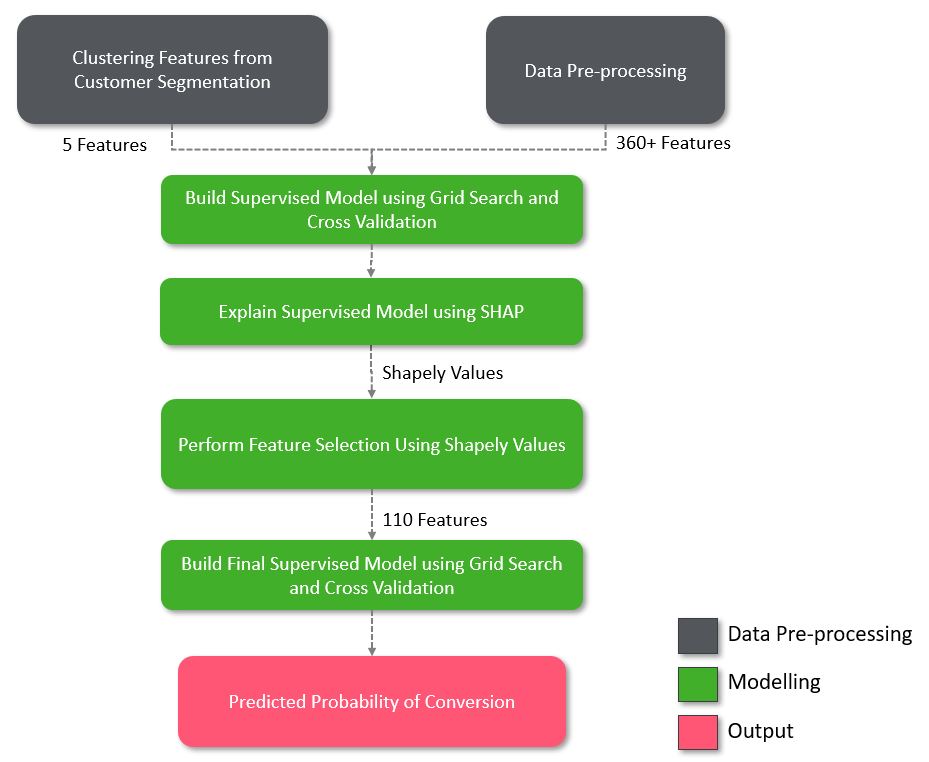 Clustering Features from
Customer Segmentation
Data Pre-processing
5 Features
360+ Features
Build Supervised Model using Grid Search and
Cross Validation
Explain Supervised Model using SHAP
Shapely Values
Perform Feature Selection Using Shapely Values
110 Features
Build Final Supervised Model using Grid Search
and Cross Validation
Predicted Probability of Conversion
Data Pre-processing
Modelling
Output